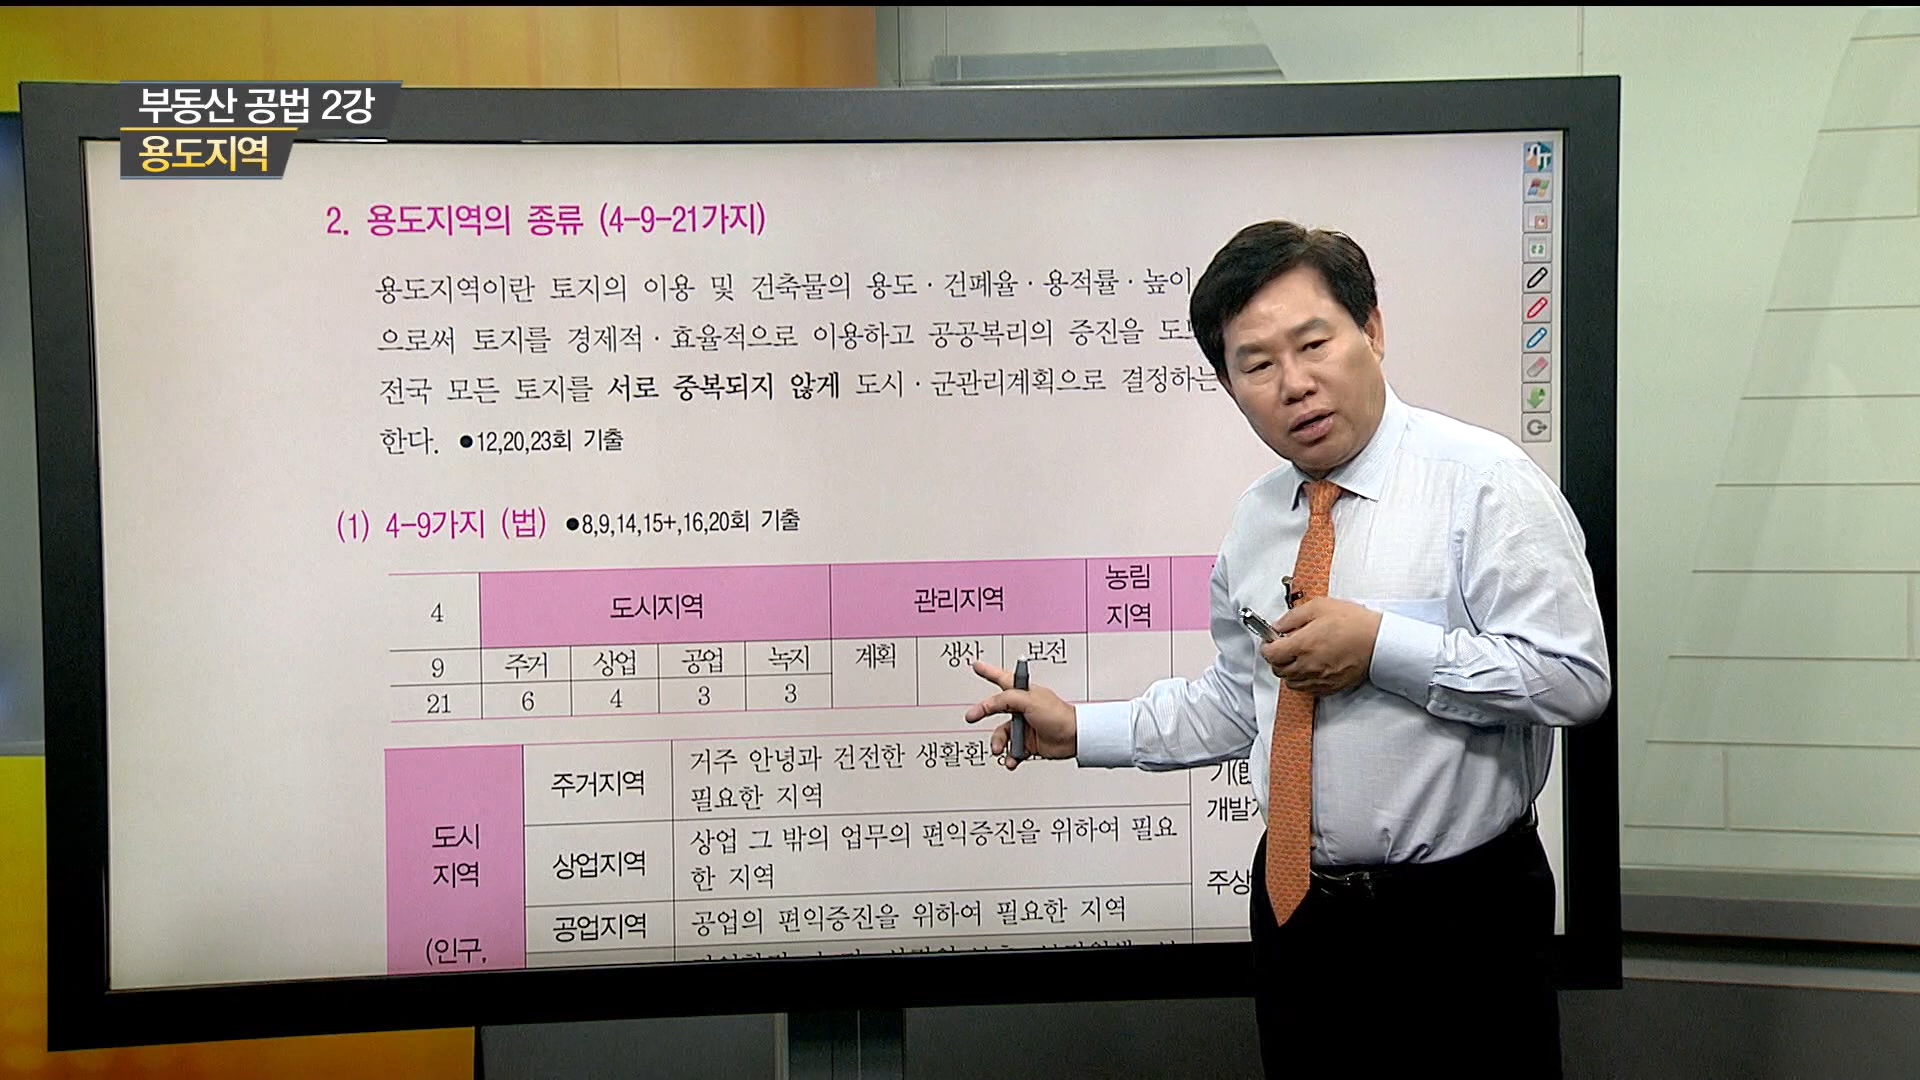 부동산 공법 2강
용도지역
2. 용도지역의 종류 (4-9-21가지)
용도지역이란 토지의 이용 및 건축물의 용도·건폐율·용적률·높이
으로써 토지를 경제적·효율적으로 이용하고 공공복리의 증진을
전국 모든 토지를 서로 중복되지 않게 도시·군관리계획으로 결정하는
한다. ●12,20,23회 기출
(1) 4-9가지 (법) ●8,9,14,15+,16,20회 기출
4 도시지역 관리지역 농림
지역
9 주거 상업 공업 녹지 계획 생산 보전
21 6 4 3 3
주거지역 거주 안녕과 건전한 생활환
필요한 지역
개발
도시
지역
상업지역 상업 그 밖의 업무의 편익증진을 위하여 필요
한 지역
주상
공업지역 공업의 편익증진을 위하여 필요한 지역
(인구,